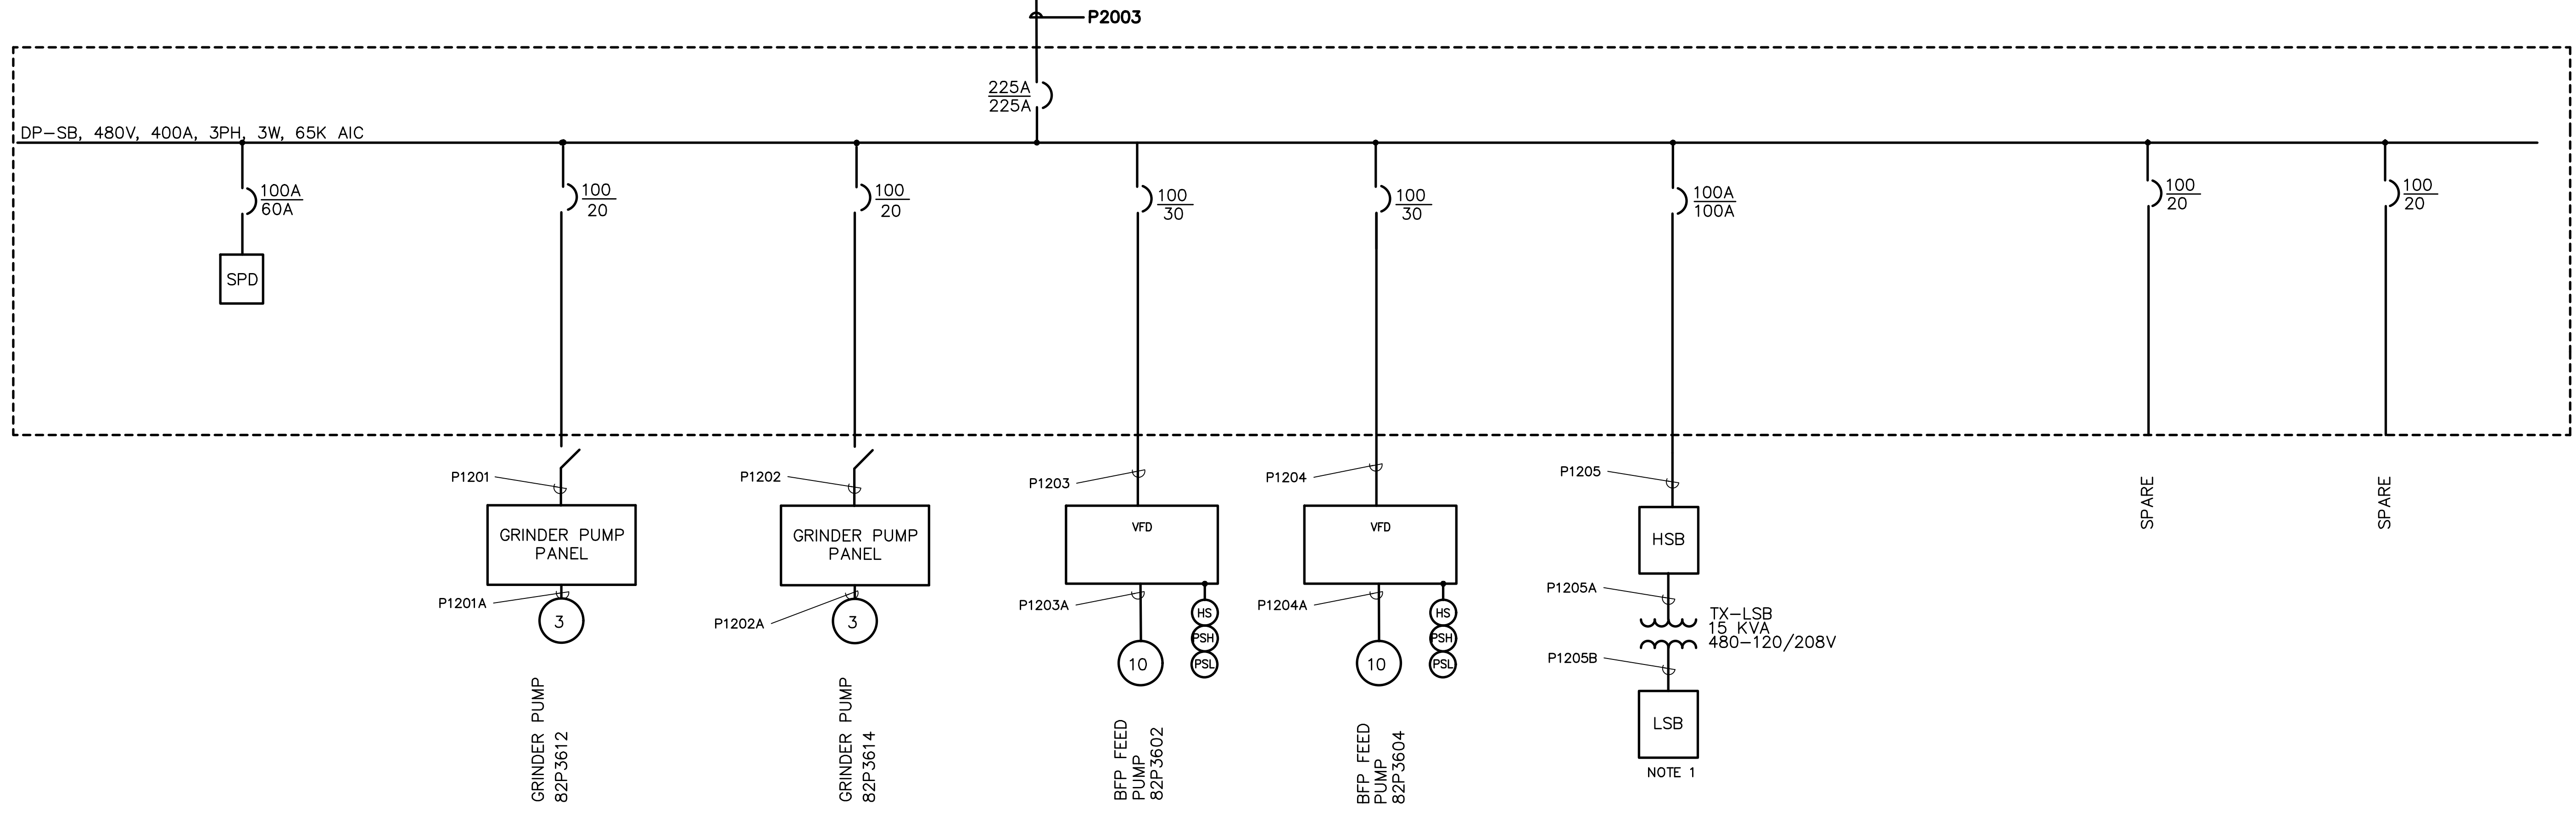 P2003
225A
225A
DP-SB, 480V, 400A, 3PH, 3W, 65K AIC
100A
60A
100
20
100
20
100
30
100
30
100A
100A
100
20
100
20
SPD
P1201
P1202
P1203
P1204
P1205
SPARE
SPARE
GRINDER PUMP
PANEL
GRINDER PUMP
PANEL
VFD
VFD
HSB
P1201A
P1202A
P1203A
P1204A
P1205A
3
3
HS
PSH
PSL
HS
PSH
PSL
10
10
TX-LSB
15 KVA
480-120/208V
P1205B
LSB
NOTE 1
GRINDER PUMP
82P3612
GRINDER PUMP
82P3614
BFP FEED
PUMP
82P3602
BFP FEED
PUMP
82P3604